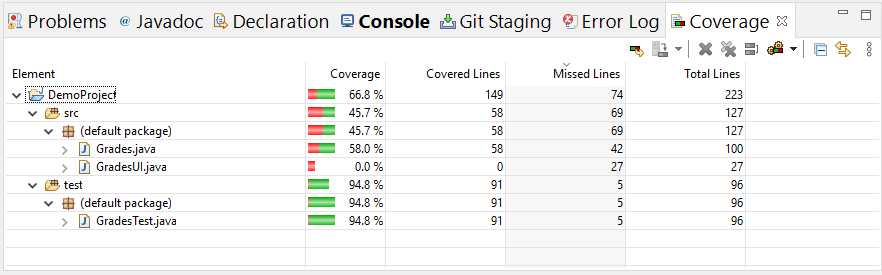 Problems @ Javadoc Declaration Console Git Staging Error Log Coverage
Element Coverage Covered Lines Missed Lines Total Lines
DemoProject 66.8 % 149 74 223
src 45.7 % 58 69 127
(default package) 45.7 % 58 69 127
Grades.java 58.0 % 58 42 100
GradesUI.java 0.0 % 0 27 27
test 94.8 % 91 5 96
(default package) 94.8 % 91 5 96
GradesTest.java 94.8 % 91 5 96